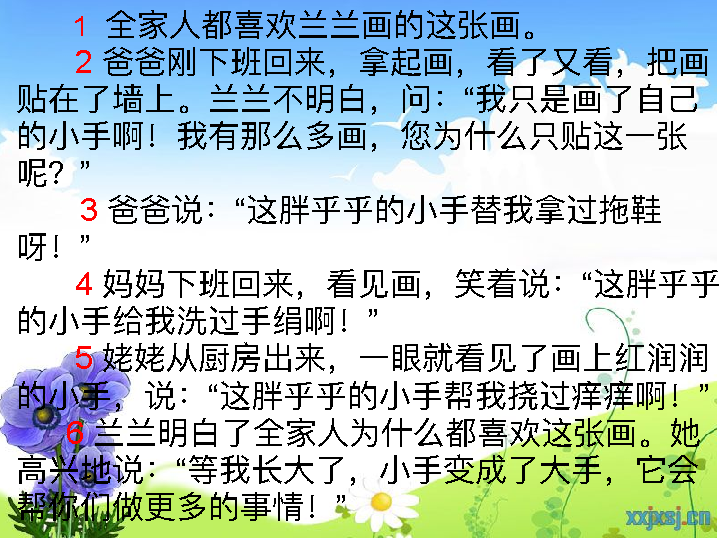 1 全家人都喜欢兰兰画的这张画。
2 爸爸刚下班回来，拿起画，看了又看，把画
贴在了墙上。兰兰不明白，问：“我只是画了自己
的小手啊！我有那么多画，您为什么只贴这一张
呢？”
3 爸爸说：“这胖乎乎的小手替我拿过拖鞋
呀！”
4 妈妈下班回来，看见画，笑着说：“这胖乎乎
的小手给我洗过手绢啊！”
5 姥姥从厨房出来，一眼就看见了画上红润润
的小手，说：“这胖乎乎的小手帮我挠过痒痒啊！”
6 兰兰明白了全家人为什么都喜欢这张画。她
高兴地说：“等我长大了，小手变成了大手，它会
帮你们做更多的事情！”
xxjxsj.cn